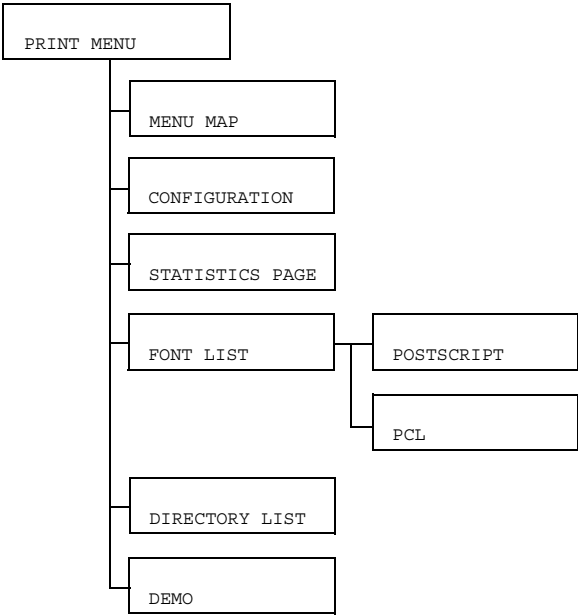 PRINT MENU
MENU MAP
CONFIGURATION
STATISTICS PAGE
FONT LIST
POSTSCRIPT
PCL
DIRECTORY LIST
DEMO